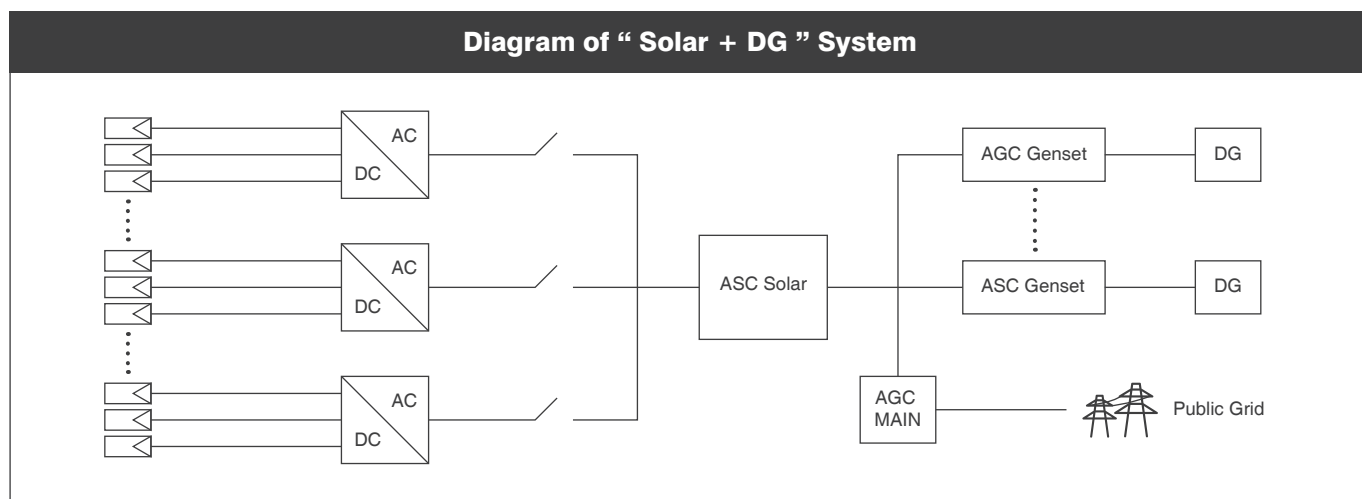 Diagram of “ Solar + DG ” System
AC
DC
AC
DC
AC
DC
ASC Solar
AGC Genset
DG
ASC Genset
DG
AGC
MAIN
Public Grid